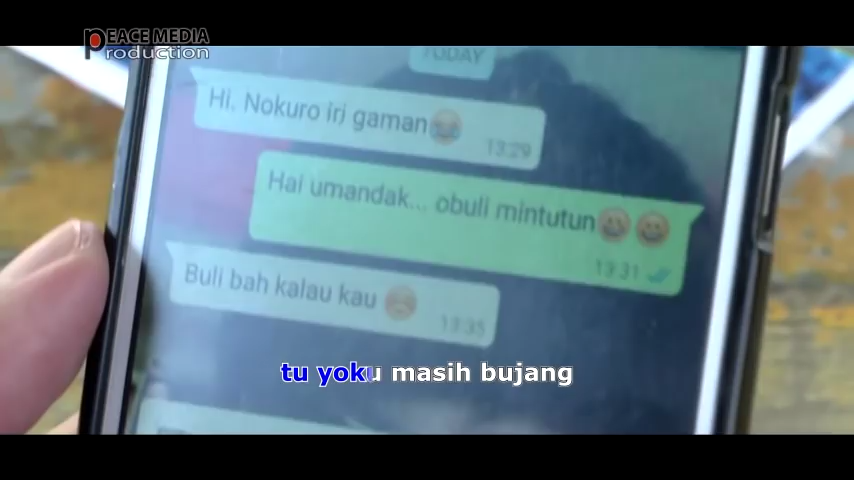 PEACE MEDIA
Production
TODAY
Hi. Nokuro iri gaman😂
13:29
Hai umandak... obuli mintutun😄😄
13:31
Buli bah kalau kau 😊
13:35
tu yoku masih bujang